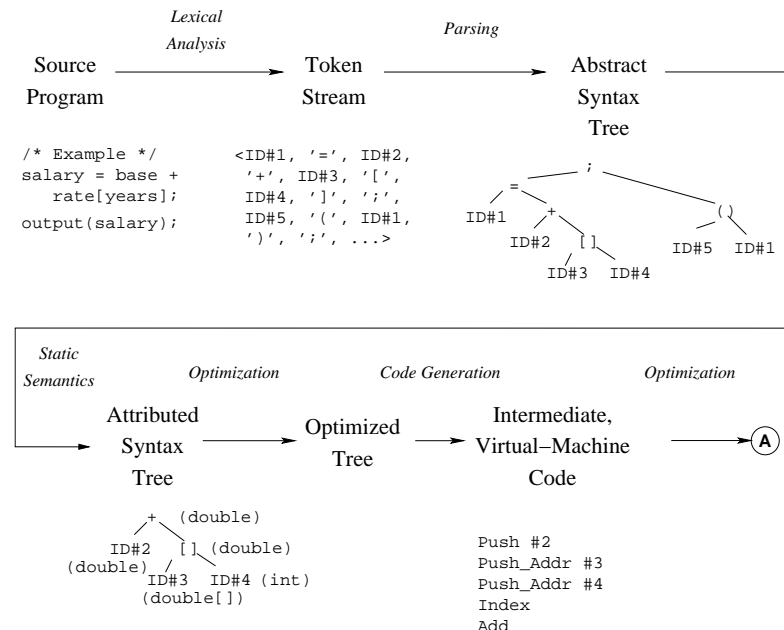 Lexical
Analysis
Parsing
Source
Program
Token
Stream
Abstract
Syntax
Tree
/* Example */
salary = base +
rate[years];
output(salary);
<ID#1, '=', ID#2,
'+', ID#3, '[',
ID#4, ']', ';',
ID#5, '(', ID#1,
')', ';', ...>
;
=
ID#1
+
()
ID#2
[]
ID#5 ID#1
ID#3 ID#4
Static
Semantics
Optimization
Code Generation
Optimization
Attributed
Syntax
Tree
Optimized
Tree
Intermediate,
Virtual−Machine
Code
A
+ (double)
ID#2 [] (double)
(double)
ID#3 ID#4 (int)
(double[])
Push #2
Push_Addr #3
Push_Addr #4
Index
Add